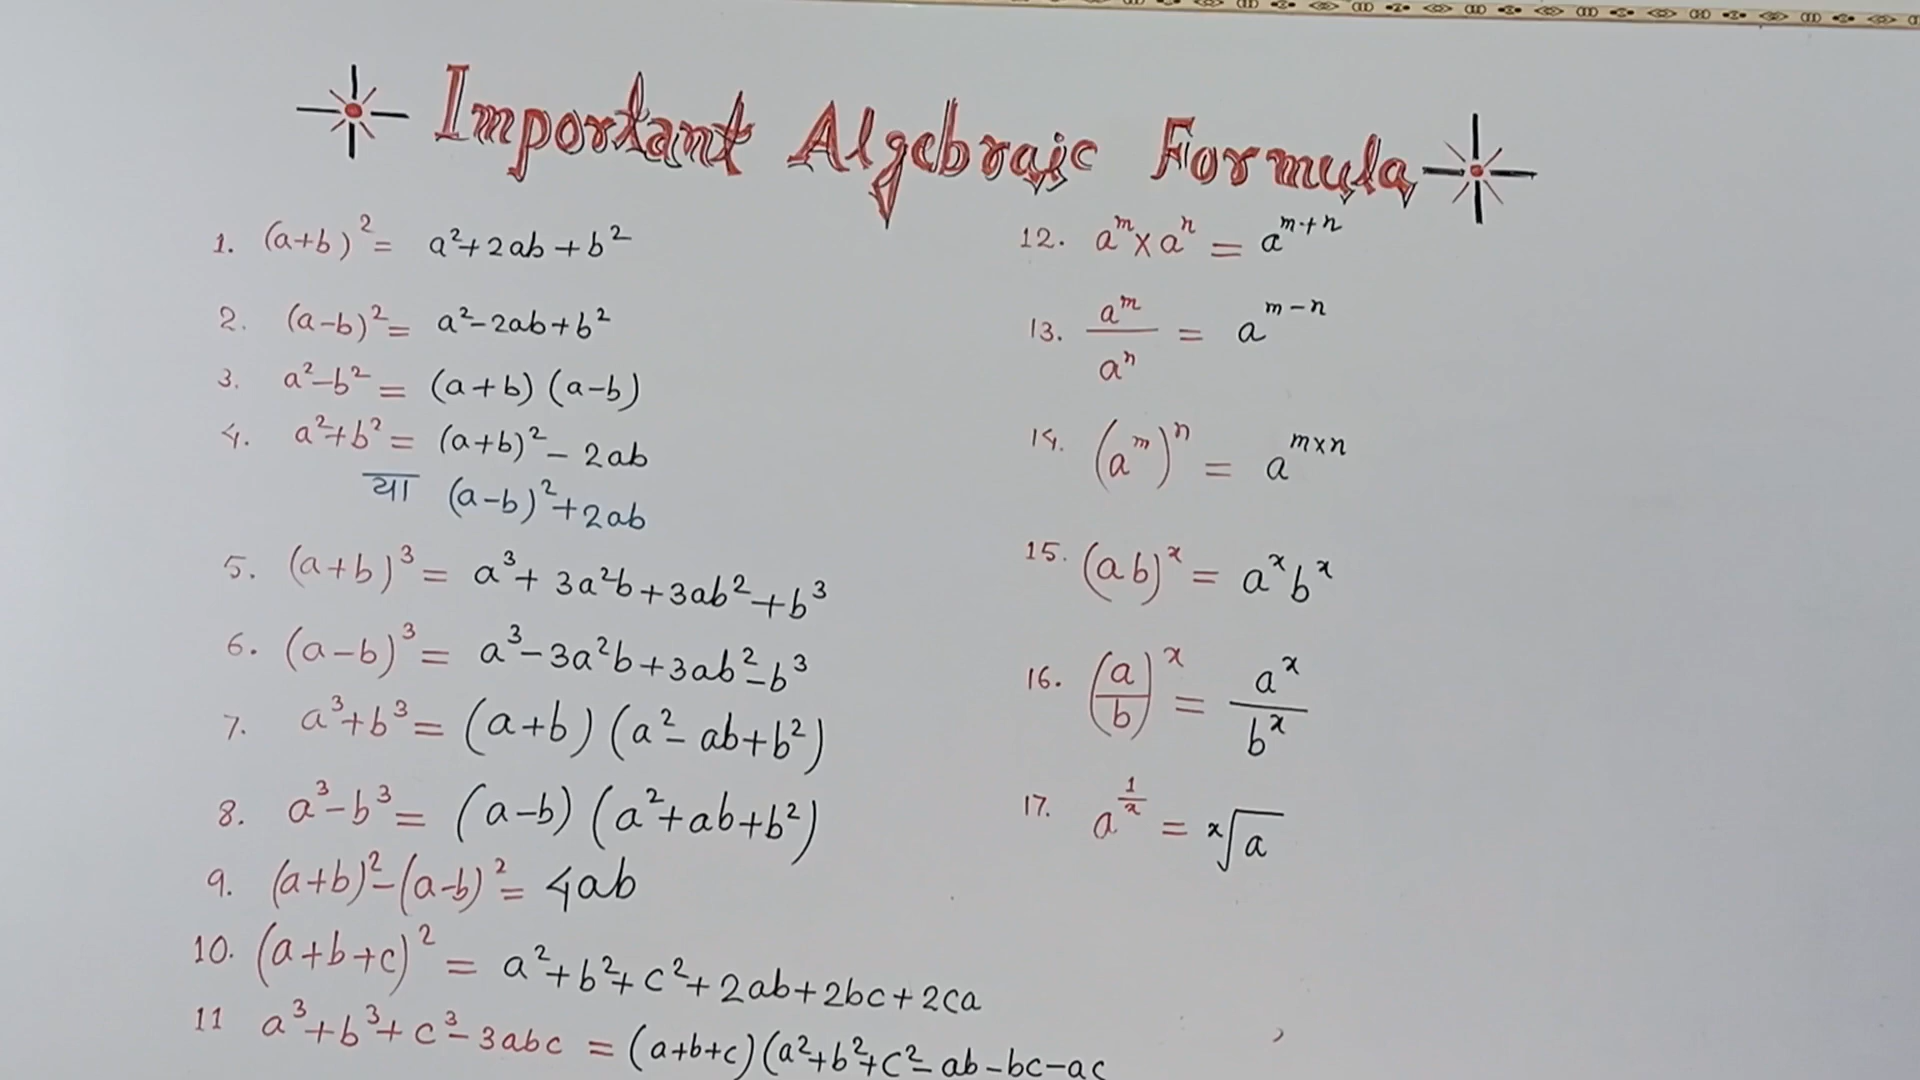 Important Algebraic Formula
1. (a+b)² = a²+2ab+b²
2. (a-b)² = a²-2ab+b²
3. a²-b² = (a+b) (a-b)
4. a²+b² = (a+b)² - 2ab
या (a-b)²+2ab
5. (a+b)³ = a³+3a²b+3ab²+b³
6. (a-b)³ = a³-3a²b+3ab²-b³
7. a³+b³ = (a+b) (a²-ab+b²)
8. a³-b³ = (a-b) (a²+ab+b²)
9. (a+b)²-(a-b)² = 4ab
10. (a+b+c)² = a²+b²+c²+2ab+2bc+2ca
11 a³+b³+c³-3abc = (a+b+c)(a²+b²+c²-ab-bc-ac
12. aᵐ×aⁿ = aᵐ⁺ⁿ
13. aᵐ/aⁿ = aᵐ⁻ⁿ
14. (aᵐ)ⁿ = a^(m×n)
15. (ab)ˣ = aˣbˣ
16. (a/b)ˣ = aˣ/bˣ
17. a^(1/x) = ˣ√a